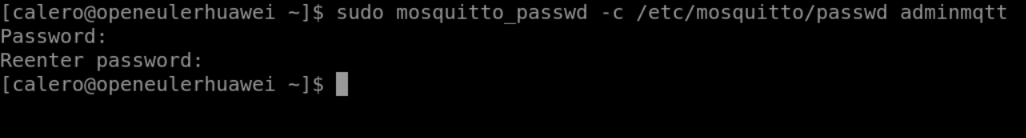 [calero@openeulerhuawei ~]$ sudo mosquitto_passwd -c /etc/mosquitto/passwd adminmqtt
Password:
Reenter password:
[calero@openeulerhuawei ~]$